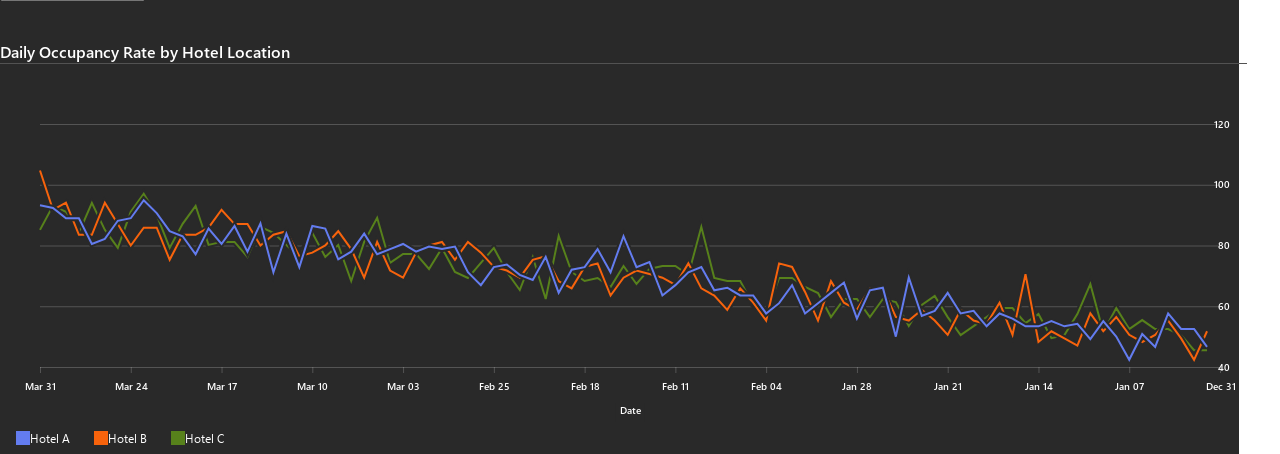 Daily Occupancy Rate by Hotel Location
120
100
80
60
40
Mar 31 Mar 24 Mar 17 Mar 10 Mar 03 Feb 25 Feb 18 Feb 11 Feb 04 Jan 28 Jan 21 Jan 14 Jan 07 Dec 31
Date
Hotel A Hotel B Hotel C